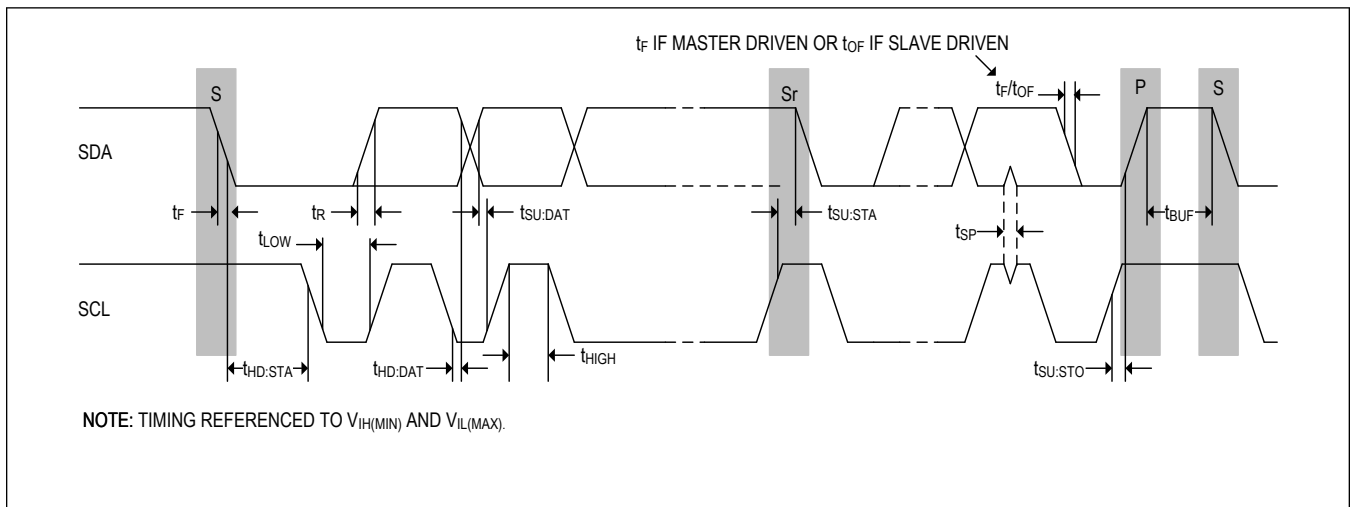 tF IF MASTER DRIVEN OR tOF IF SLAVE DRIVEN
S
Sr
tF/tOF
P
S
SDA
tF
tR
tSU:DAT
tSU:STA
tBUF
tLOW
tSP
SCL
tHD:STA
tHD:DAT
tHIGH
tSU:STO
NOTE: TIMING REFERENCED TO VIH(MIN) AND VIL(MAX).